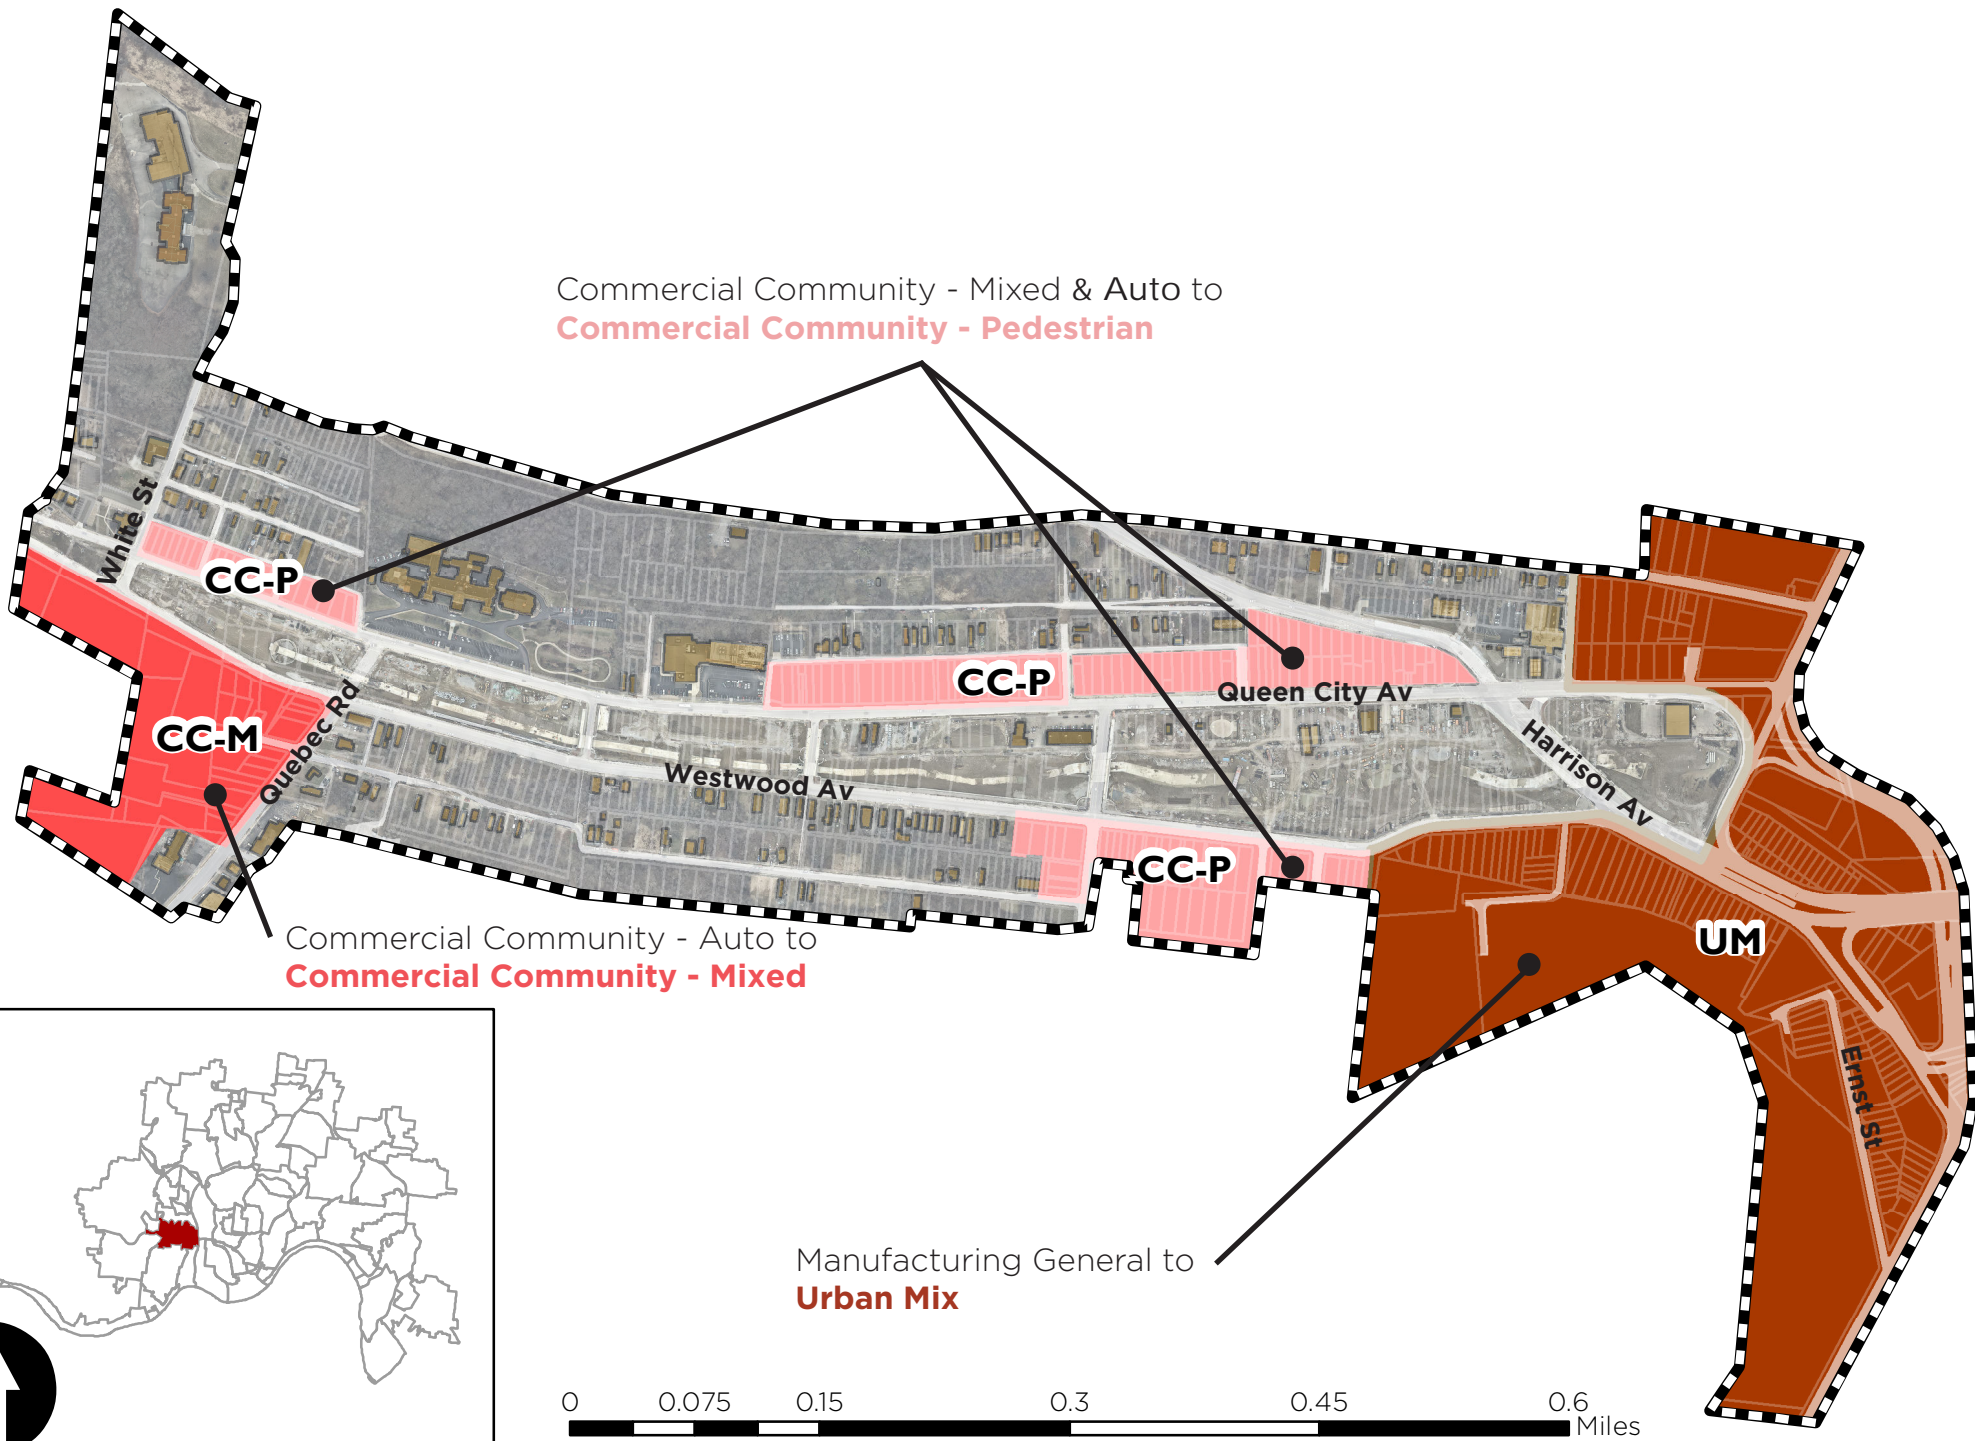 Commercial Community - Mixed & Auto to
Commercial Community - Pedestrian
White St
CC-P
CC-P
Queen City Av
Quebec Rd
CC-M
Harrison Av
Westwood Av
CC-P
UM
Commercial Community - Auto to
Commercial Community - Mixed
Ernst St
Manufacturing General to
Urban Mix
0 0.075 0.15 0.3 0.45 0.6
Miles